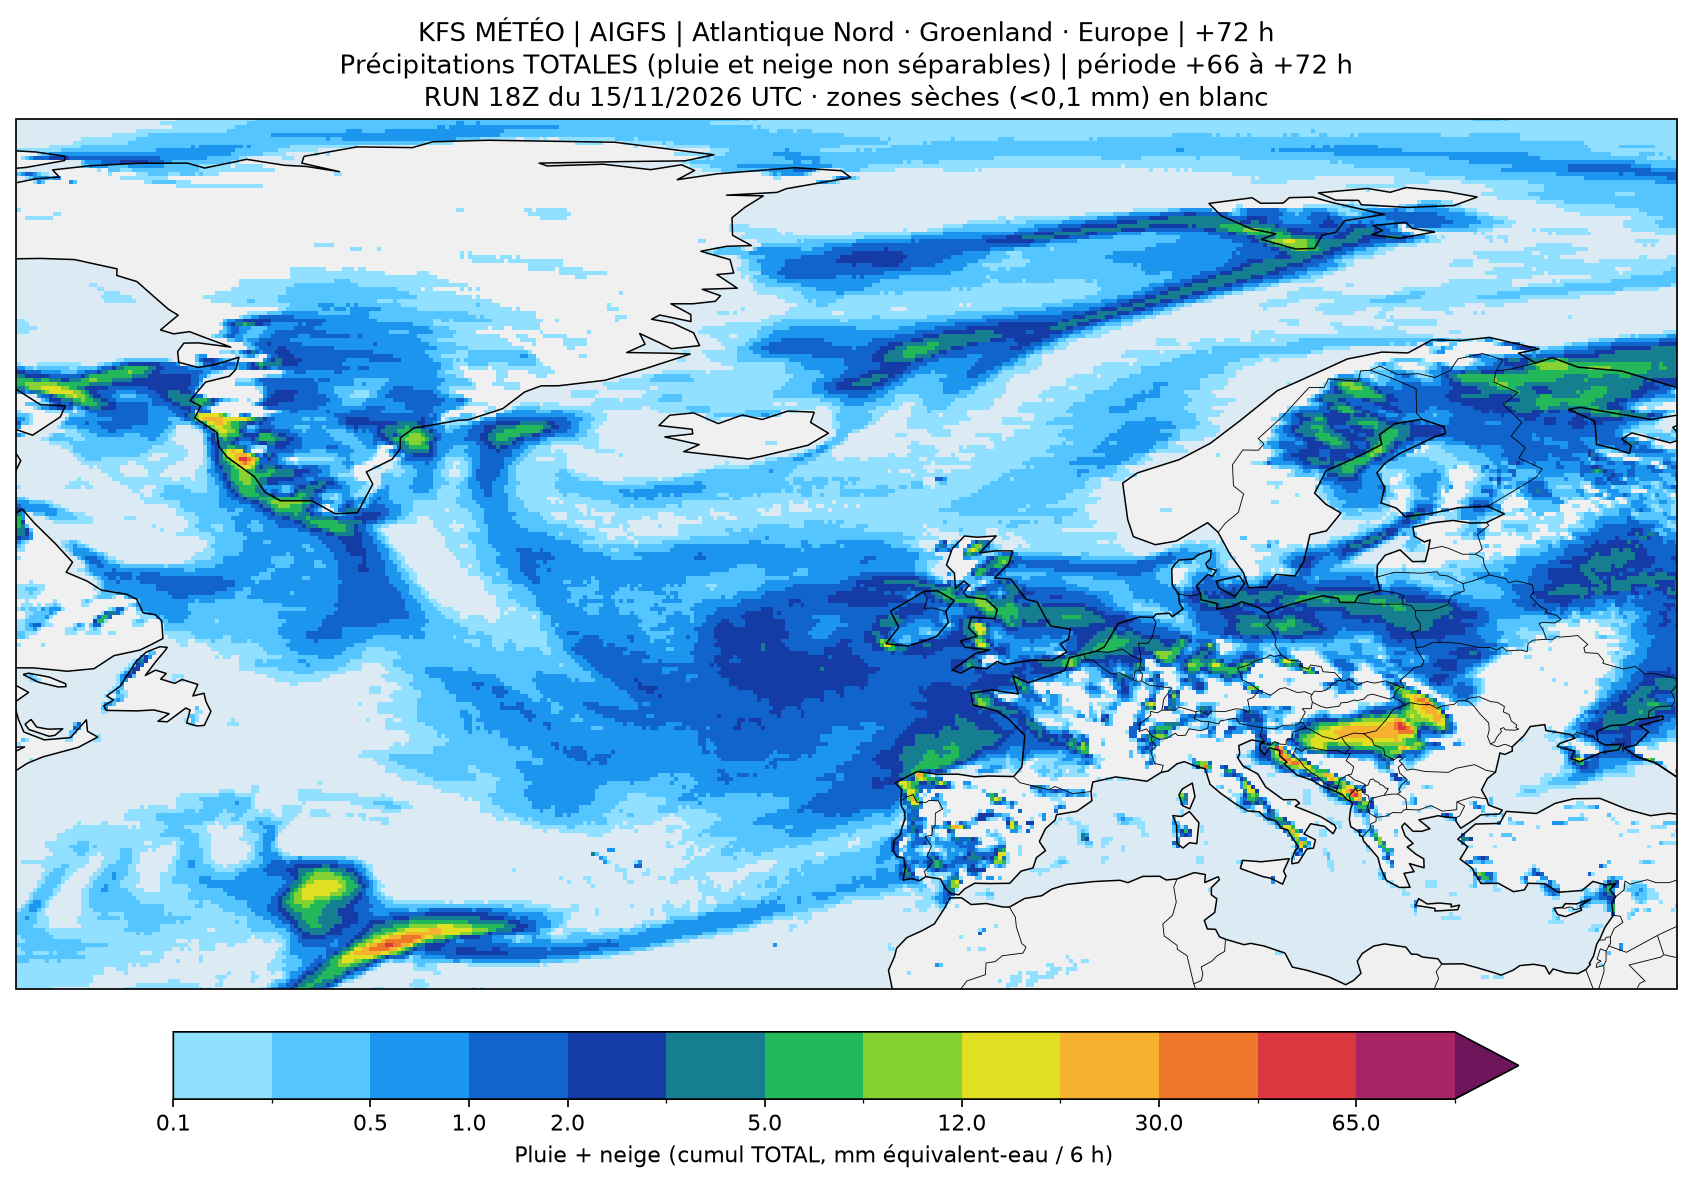 KFS MÉTÉO | AIGFS | Atlantique Nord · Groenland · Europe | +72 h
Précipitations TOTALES (pluie et neige non séparables) | période +66 à +72 h
RUN 18Z du 15/11/2026 UTC · zones sèches (<0,1 mm) en blanc
0.1 0.5 1.0 2.0 5.0 12.0 30.0 65.0
Pluie + neige (cumul TOTAL, mm équivalent-eau / 6 h)